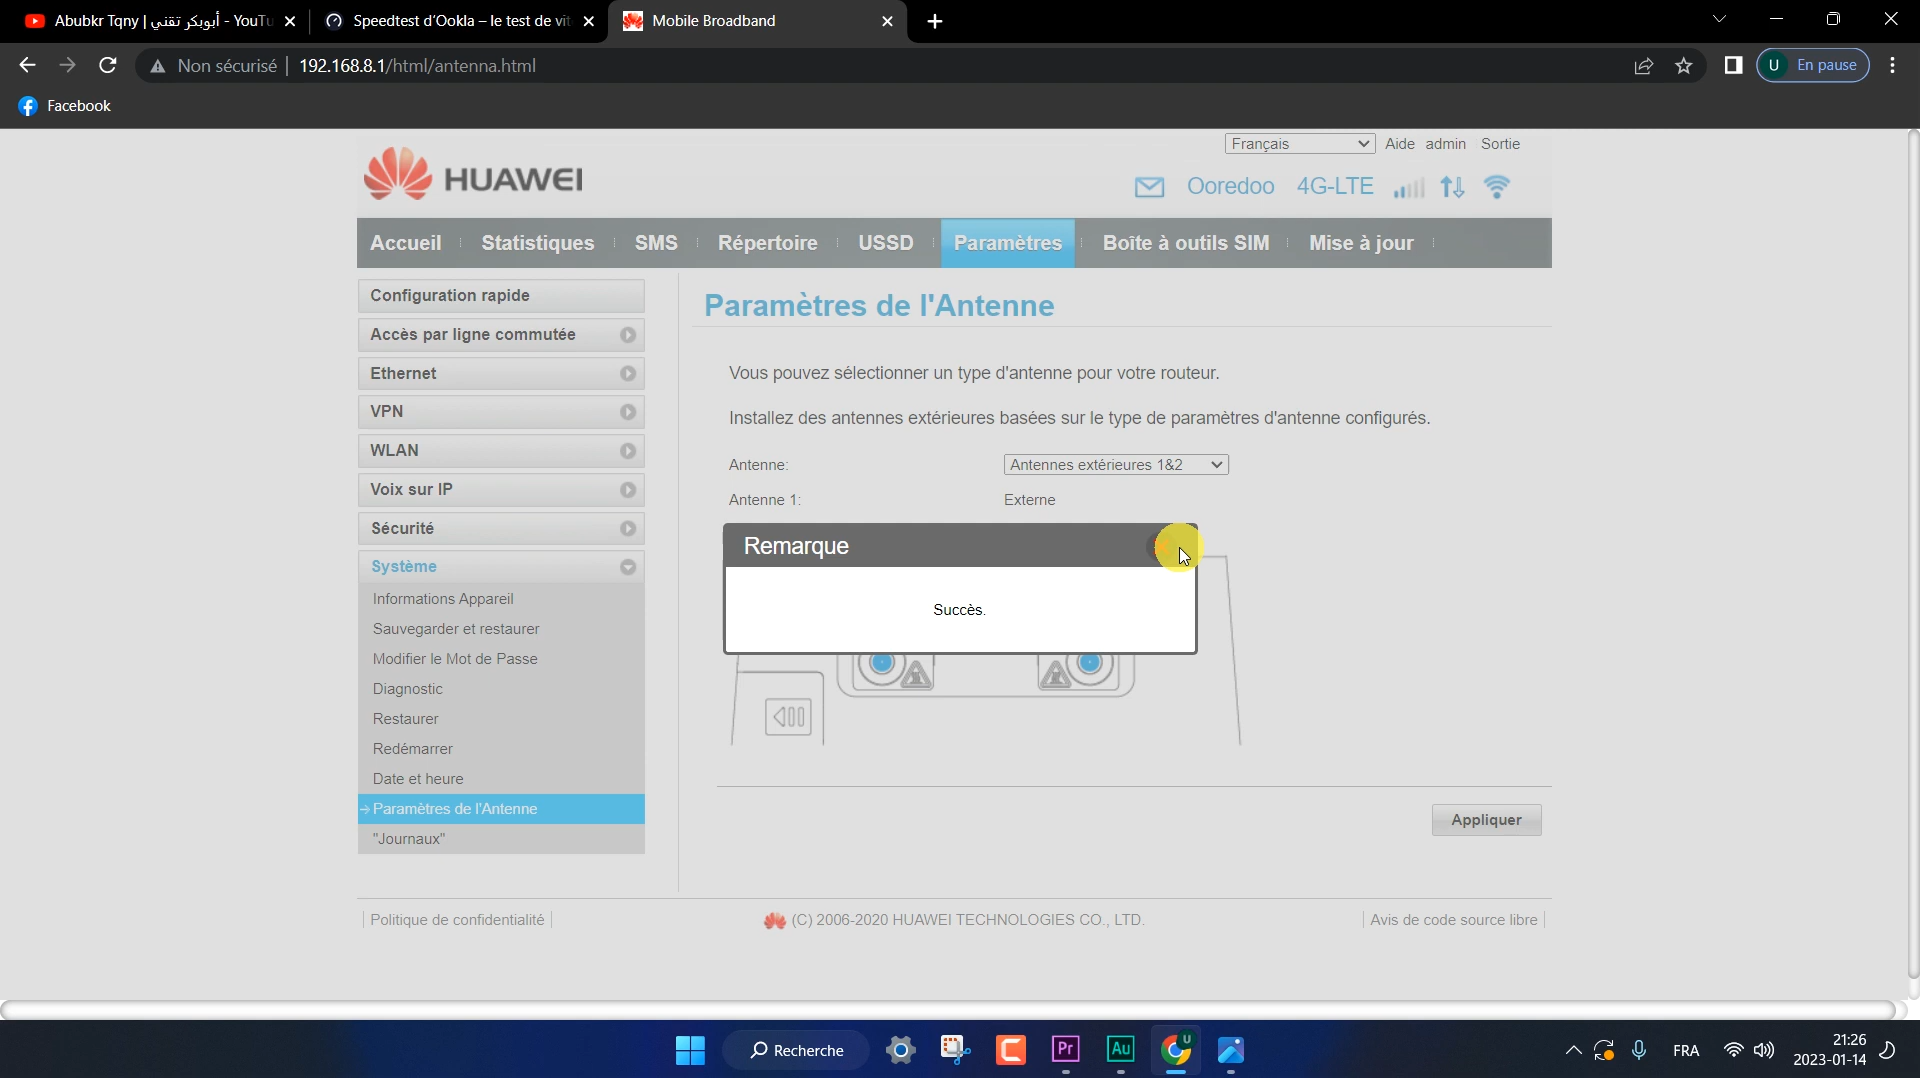 Abubkr Tqny | أبوبكر تقني - YouTu
Speedtest d'Ookla – le test de vit
Mobile Broadband
Non sécurisé
192.168.8.1/html/antenna.html
U
En pause
Facebook
Français
Aide
admin
Sortie
HUAWEI
Ooredoo
4G-LTE
Accueil
Statistiques
SMS
Répertoire
USSD
Paramètres
Boîte à outils SIM
Mise à jour
Configuration rapide
Accès par ligne commutée
Ethernet
VPN
WLAN
Voix sur IP
Sécurité
Système
Informations Appareil
Sauvegarder et restaurer
Modifier le Mot de Passe
Diagnostic
Restaurer
Redémarrer
Date et heure
Paramètres de l'Antenne
"Journaux"
Paramètres de l'Antenne
Vous pouvez sélectionner un type d'antenne pour votre routeur.
Installez des antennes extérieures basées sur le type de paramètres d'antenne configurés.
Antenne:
Antennes extérieures 1&2
Antenne 1:
Externe
Remarque
Succès.
Appliquer
Politique de confidentialité
(C) 2006-2020 HUAWEI TECHNOLOGIES CO., LTD.
Avis de code source libre
Recherche
Pr
Au
U
FRA
21:26
2023-01-14